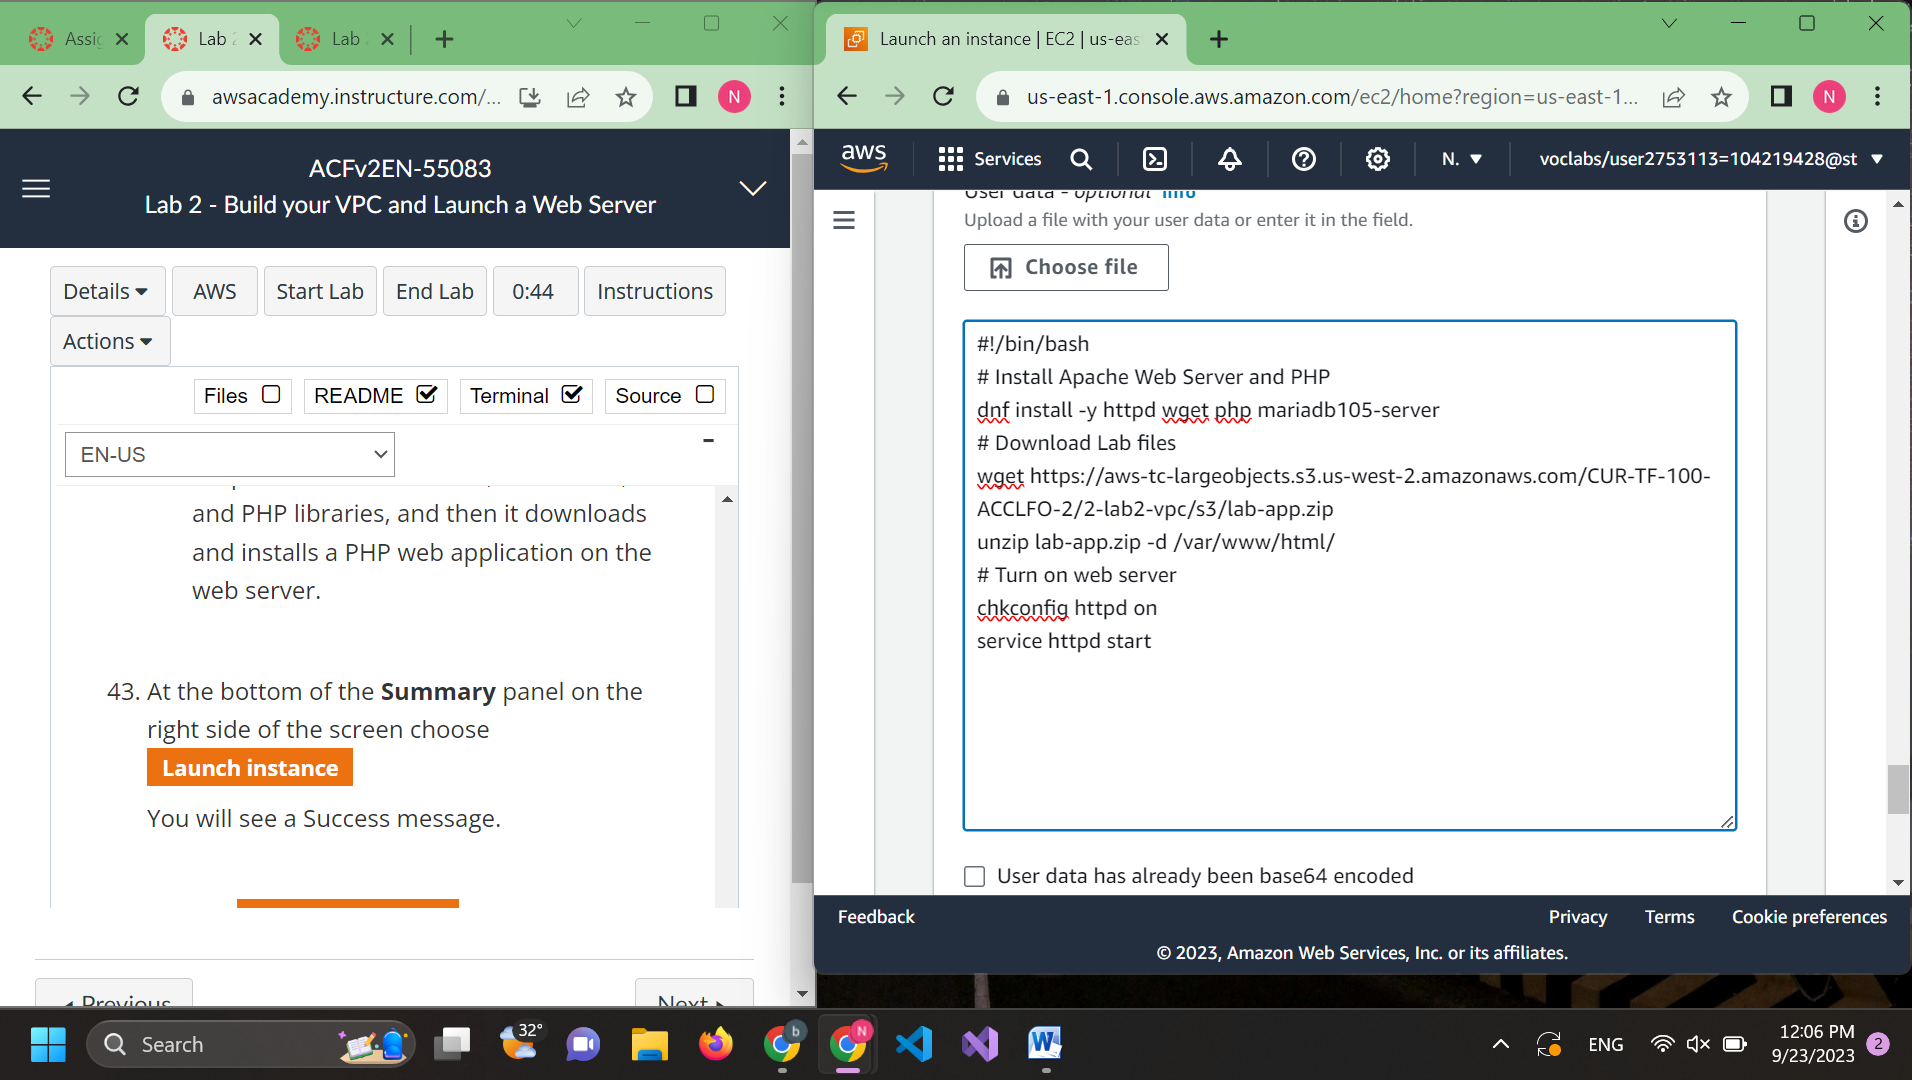 Assig
Lab 2
Lab
awsacademy.instructure.com/...
N
ACFv2EN-55083
Lab 2 - Build your VPC and Launch a Web Server
Details
AWS
Start Lab
End Lab
0:44
Instructions
Actions
Files
README
Terminal
Source
EN-US
and PHP libraries, and then it downloads
and installs a PHP web application on the
web server.
43. At the bottom of the Summary panel on the
right side of the screen choose
Launch instance
You will see a Success message.
Previous
Next
Launch an instance | EC2 | us-eas
us-east-1.console.aws.amazon.com/ec2/home?region=us-east-1...
N
aws
Services
N.
voclabs/user2753113=104219428@st
User data - optional Info
Upload a file with your user data or enter it in the field.
Choose file
#!/bin/bash
# Install Apache Web Server and PHP
dnf install -y httpd wget php mariadb105-server
# Download Lab files
wget https://aws-tc-largeobjects.s3.us-west-2.amazonaws.com/CUR-TF-100-
ACCLFO-2/2-lab2-vpc/s3/lab-app.zip
unzip lab-app.zip -d /var/www/html/
# Turn on web server
chkconfig httpd on
service httpd start
User data has already been base64 encoded
Feedback
Privacy
Terms
Cookie preferences
© 2023, Amazon Web Services, Inc. or its affiliates.
Search
32°
b
N
W
ENG
12:06 PM
9/23/2023
2